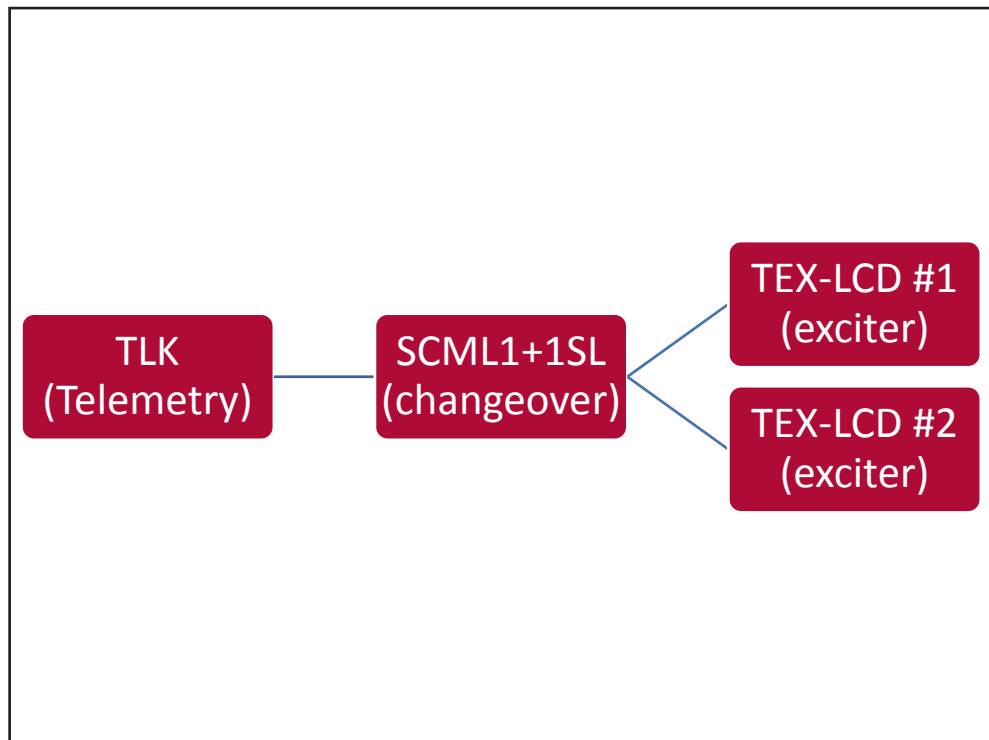 TLK
(Telemetry)
SCML1+1SL
(changeover)
TEX-LCD #1
(exciter)
TEX-LCD #2
(exciter)